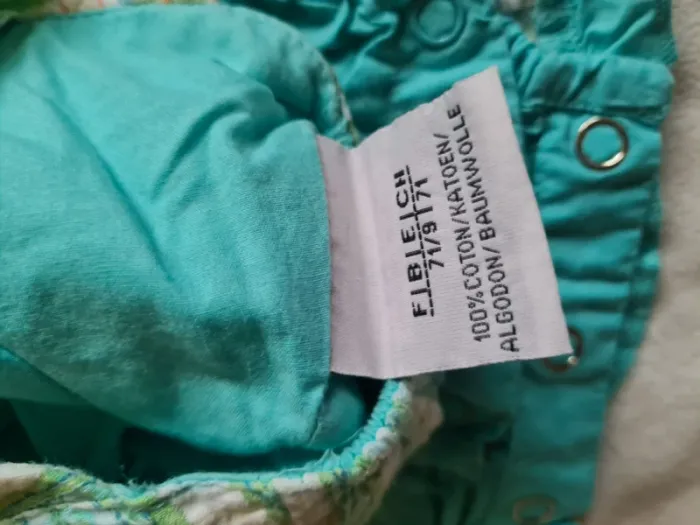 F|B|E|CH
71/9|71
100%COTON/KATOEN/
ALGODON/ BAUMWOLLE